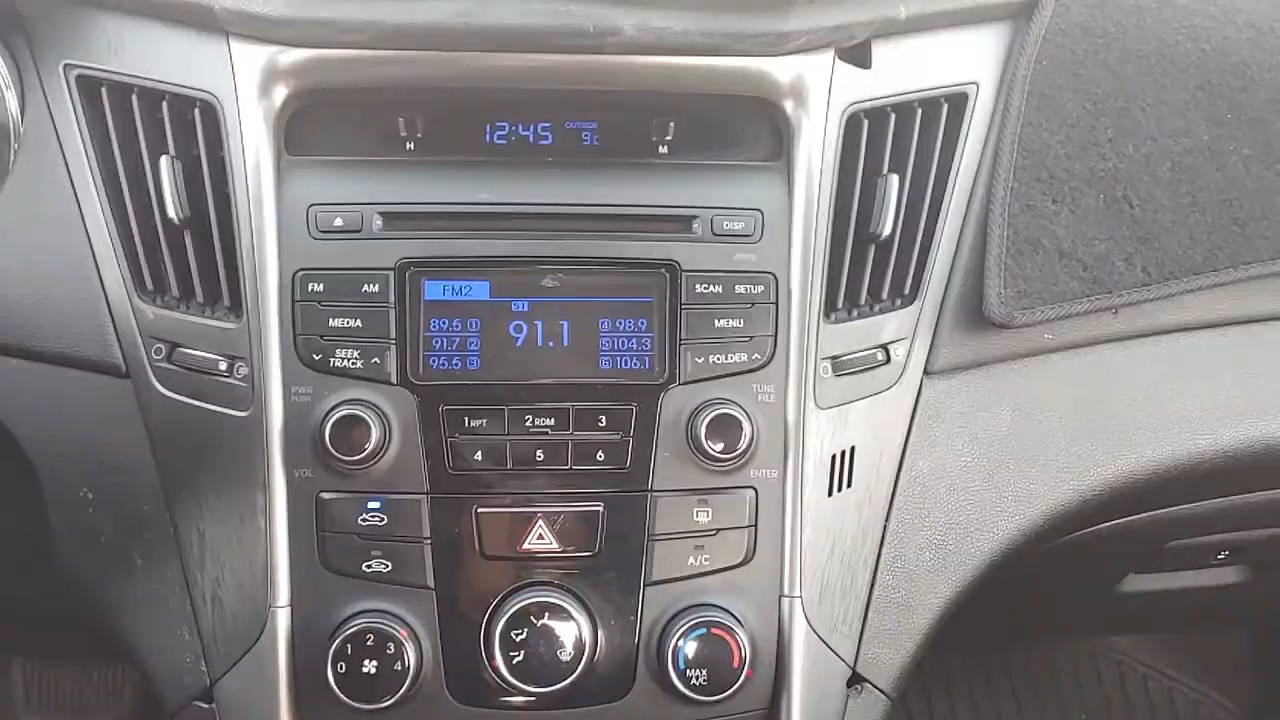 12:45
OUTSIDE
9c
H
M
DISP
FM AM
MEDIA
SEEK
TRACK
FM2
ST
91.1
89.5 1
91.7 2
95.5 3
4 98.9
5 104.3
6 106.1
SCAN SETUP
MENU
FOLDER
PWR
PUSH
VOL
TUNE
FILE
ENTER
1 RPT
2 RDM
3
4
5
6
A/C
0 1 2 3 4
MAX
A/C